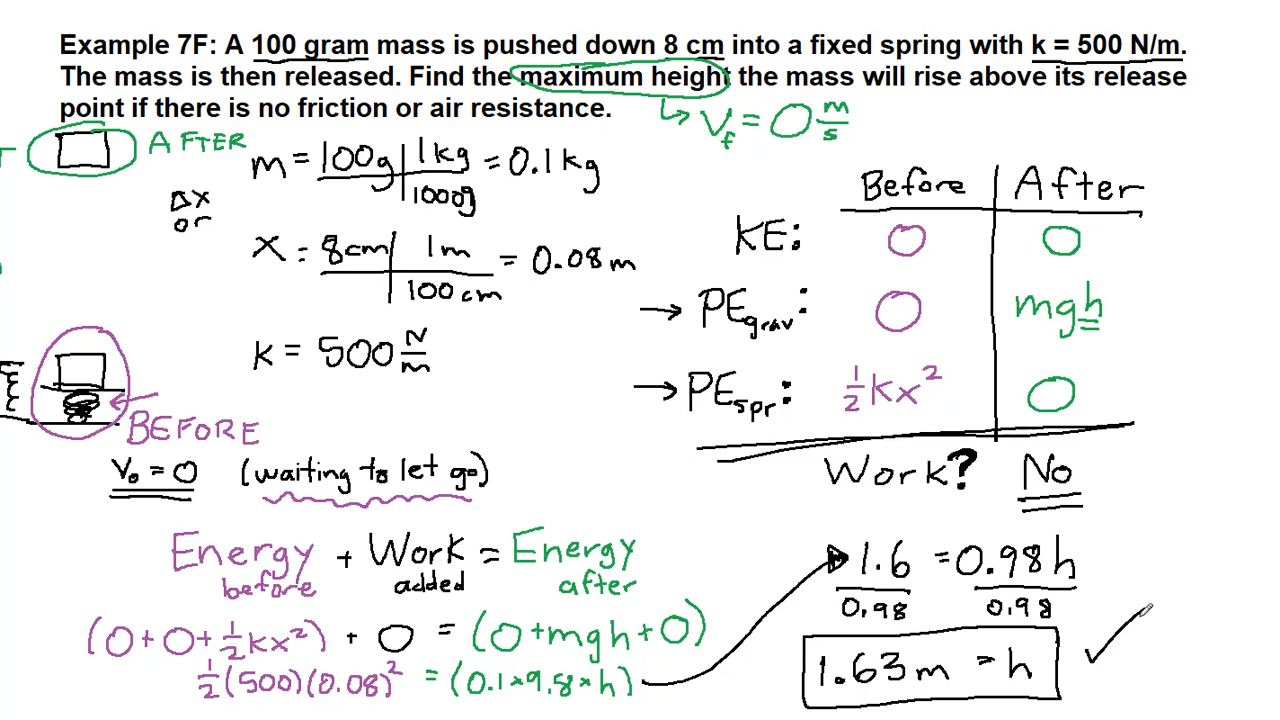 Example 7F: A 100 gram mass is pushed down 8 cm into a fixed spring with k = 500 N/m.
The mass is then released. Find the maximum height the mass will rise above its release
point if there is no friction or air resistance.
↳ Vf = 0 m/s
AFTER
m = 100g | 1kg / 1000g = 0.1kg
Δx
or
x = 8cm | 1m / 100cm = 0.08m
k = 500 N/m
BEFORE
V₀ = 0 (waiting to let go)
Before | After
KE: 0 | 0
→ PEgrav: 0 | mgh
→ PEspr: ½kx² | 0
Work? No
Energy before + Work added = Energy after
(0+0+½kx²) + 0 = (0+mgh+0)
½(500)(0.08)² = (0.1×9.8×h)
1.6 = 0.98h
0.98 0.98
1.63m = h ✓